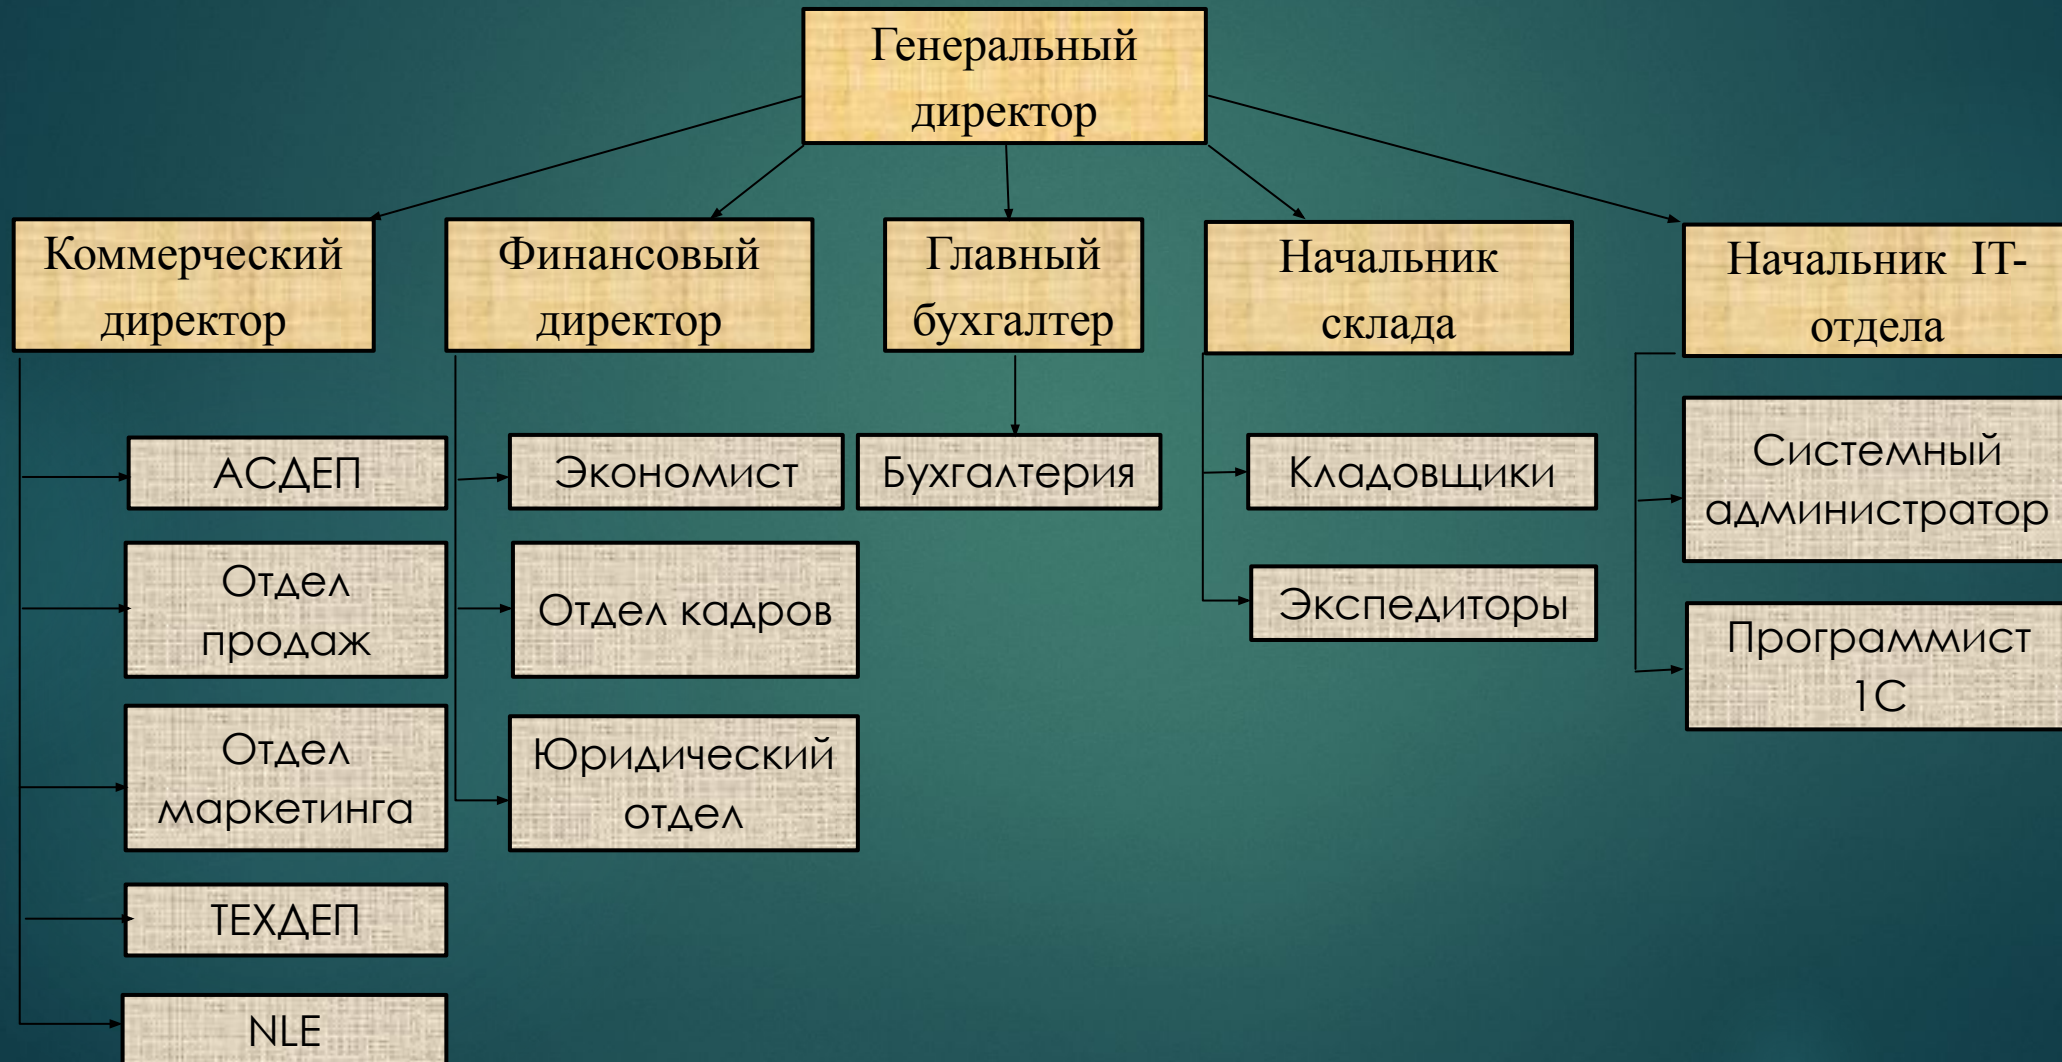 Генеральный
директор
Коммерческий
директор
Финансовый
директор
Главный
бухгалтер
Начальник
склада
Начальник IT-
отдела
АСДЕП
Отдел
продаж
Отдел
маркетинга
ТЕХДЕП
NLE
Экономист
Отдел кадров
Юридический
отдел
Бухгалтерия
Кладовщики
Экспедиторы
Системный
администратор
Программист
1С